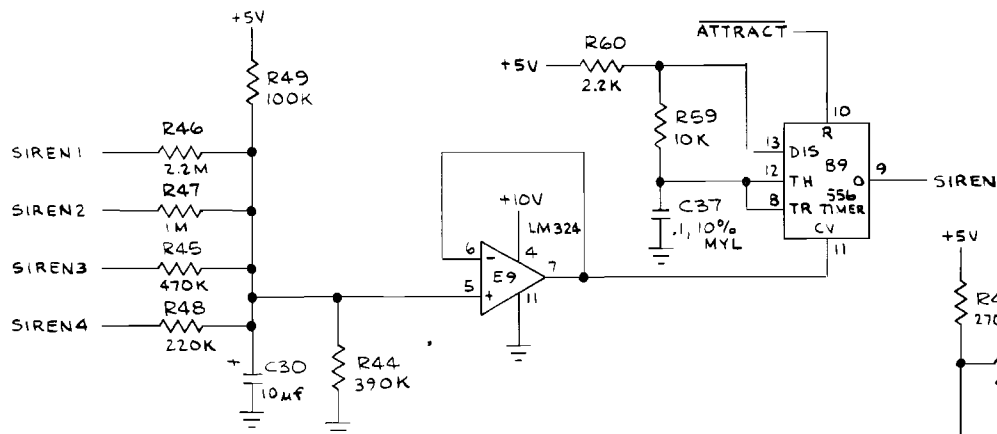 +5V
R49
100K
SIREN1
R46
2.2M
SIREN2
R47
1M
SIREN3
R45
470K
SIREN4
R48
220K
+
C30
10µf
R44
390K
+10V
LM324
6
-
4
E9
7
5
+
11
ATTRACT
R60
+5V
2.2K
R59
10K
C37
.1, 10%
MYL
10
R
13
DIS
B9
12
TH
O
9
SIREN
556
8
TR
TIMER
CV
11
+5V
R4
270